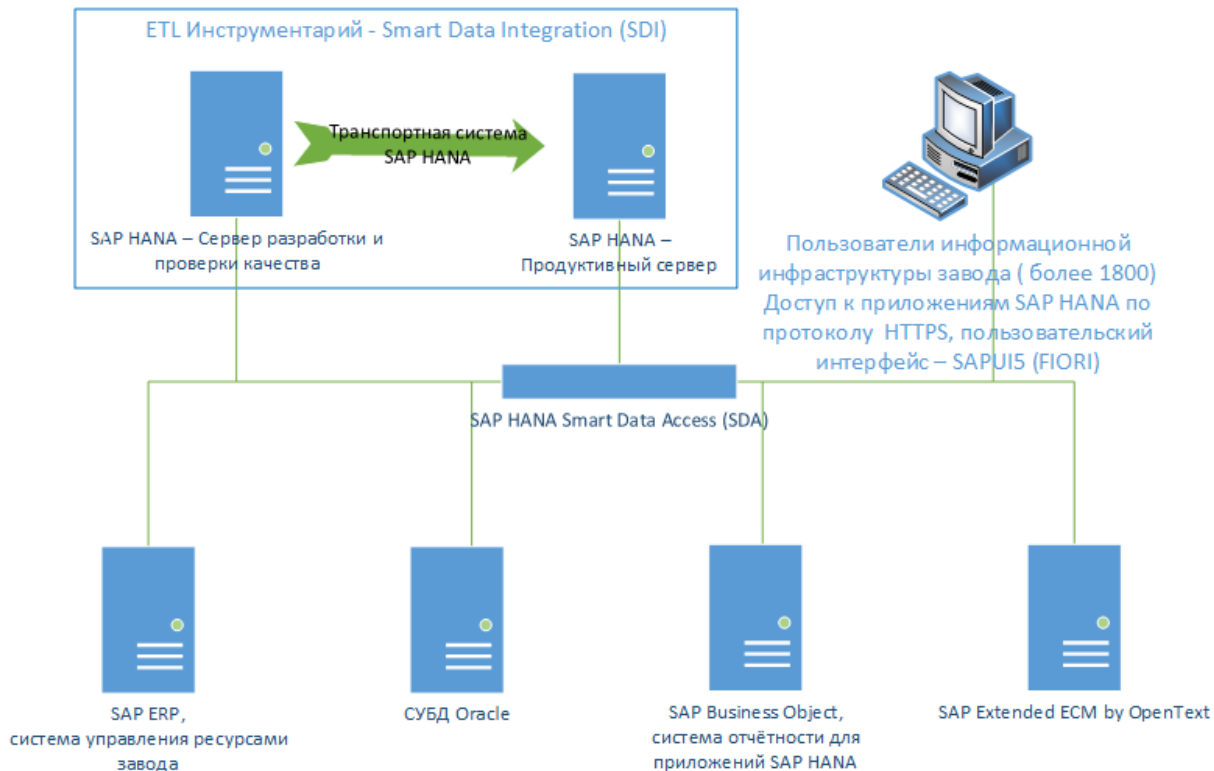 ETL Инструментарий - Smart Data Integration (SDI)
Транспортная система
SAP HANA
SAP HANA – Сервер разработки и
проверки качества
SAP HANA –
Продуктивный сервер
Пользователи информационной
инфраструктуры завода ( более 1800)
Доступ к приложениям SAP HANA по
протоколу HTTPS, пользовательский
интерфейс – SAPUI5 (FIORI)
SAP HANA Smart Data Access (SDA)
SAP ERP,
система управления ресурсами
завода
СУБД Oracle
SAP Business Object,
система отчётности для
приложений SAP HANA
SAP Extended ECM by OpenText